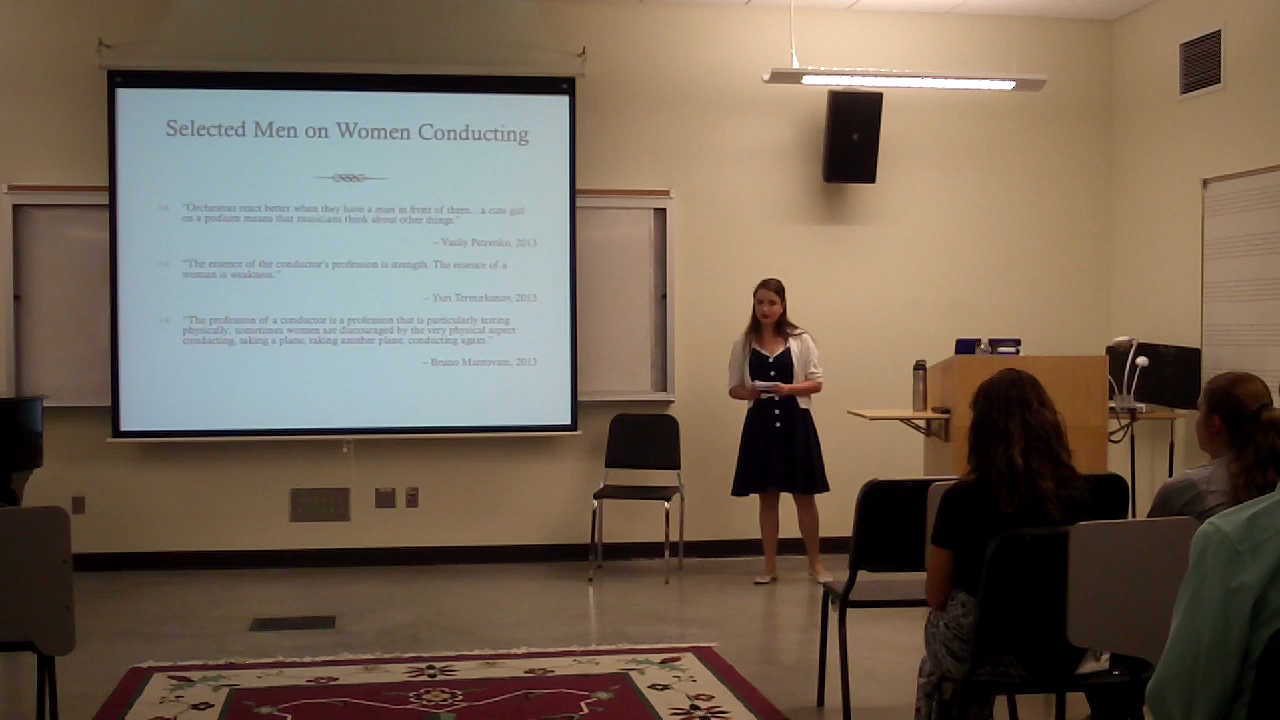 Selected Men on Women Conducting
"Orchestras react better when they have a man in front of them...a cute girl
on a podium means that musicians think about other things."
– Vasily Petrenko, 2013
"The essence of the conductor's profession is strength. The essence of a
woman is weakness."
– Yuri Termirkanov, 2013
"The profession of a conductor is a profession that is particularly testing
physically; sometimes women are discouraged by the very physical aspect
conducting, taking a plane, taking another plane, conducting again."
– Bruno Mantovani, 2013